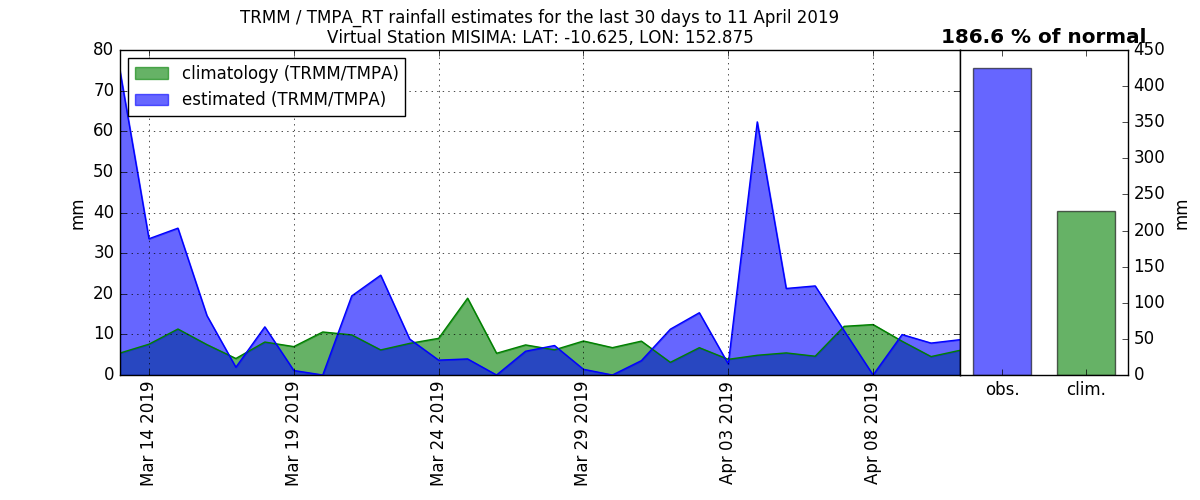 TRMM / TMPA_RT rainfall estimates for the last 30 days to 11 April 2019
Virtual Station MISIMA: LAT: -10.625, LON: 152.875
186.6 % of normal
climatology (TRMM/TMPA)
estimated (TRMM/TMPA)
mm
80
70
60
50
40
30
20
10
0
Mar 14 2019
Mar 19 2019
Mar 24 2019
Mar 29 2019
Apr 03 2019
Apr 08 2019
450
400
350
300
250
200
150
100
50
0
mm
obs.
clim.